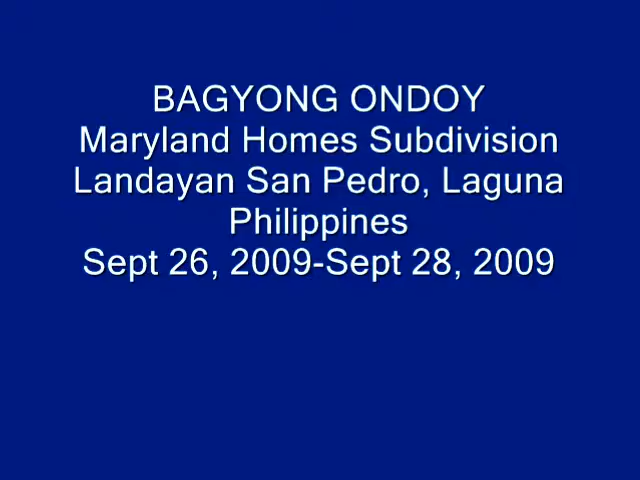 BAGYONG ONDOY
Maryland Homes Subdivision
Landayan San Pedro, Laguna
Philippines
Sept 26, 2009-Sept 28, 2009